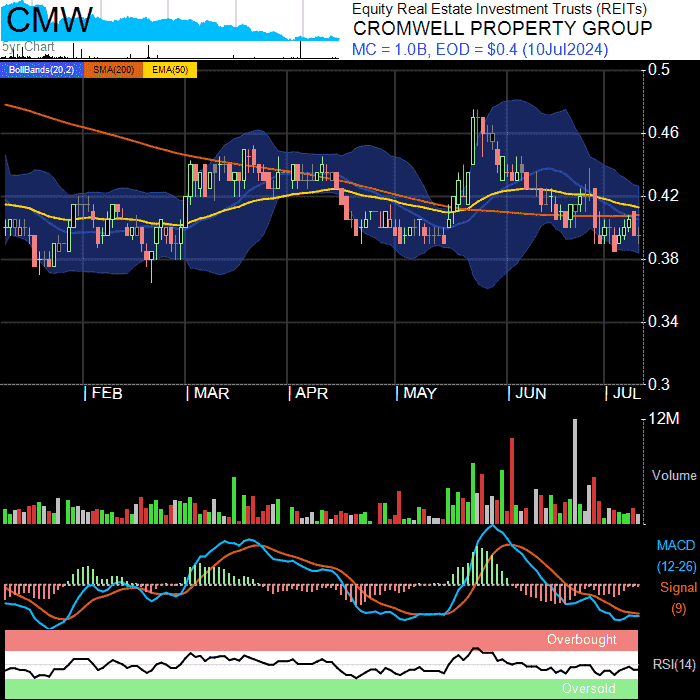 CMW
5yr Chart
Equity Real Estate Investment Trusts (REITs)
CROMWELL PROPERTY GROUP
MC = 1.0B, EOD = $0.4 (10Jul2024)
BollBands(20,2) SMA(200) EMA(50)
0.5
0.46
0.42
0.38
0.34
0.3
FEB MAR APR MAY JUN JUL
12M
Volume
MACD
(12-26)
Signal
(9)
Overbought
RSI(14)
Oversold